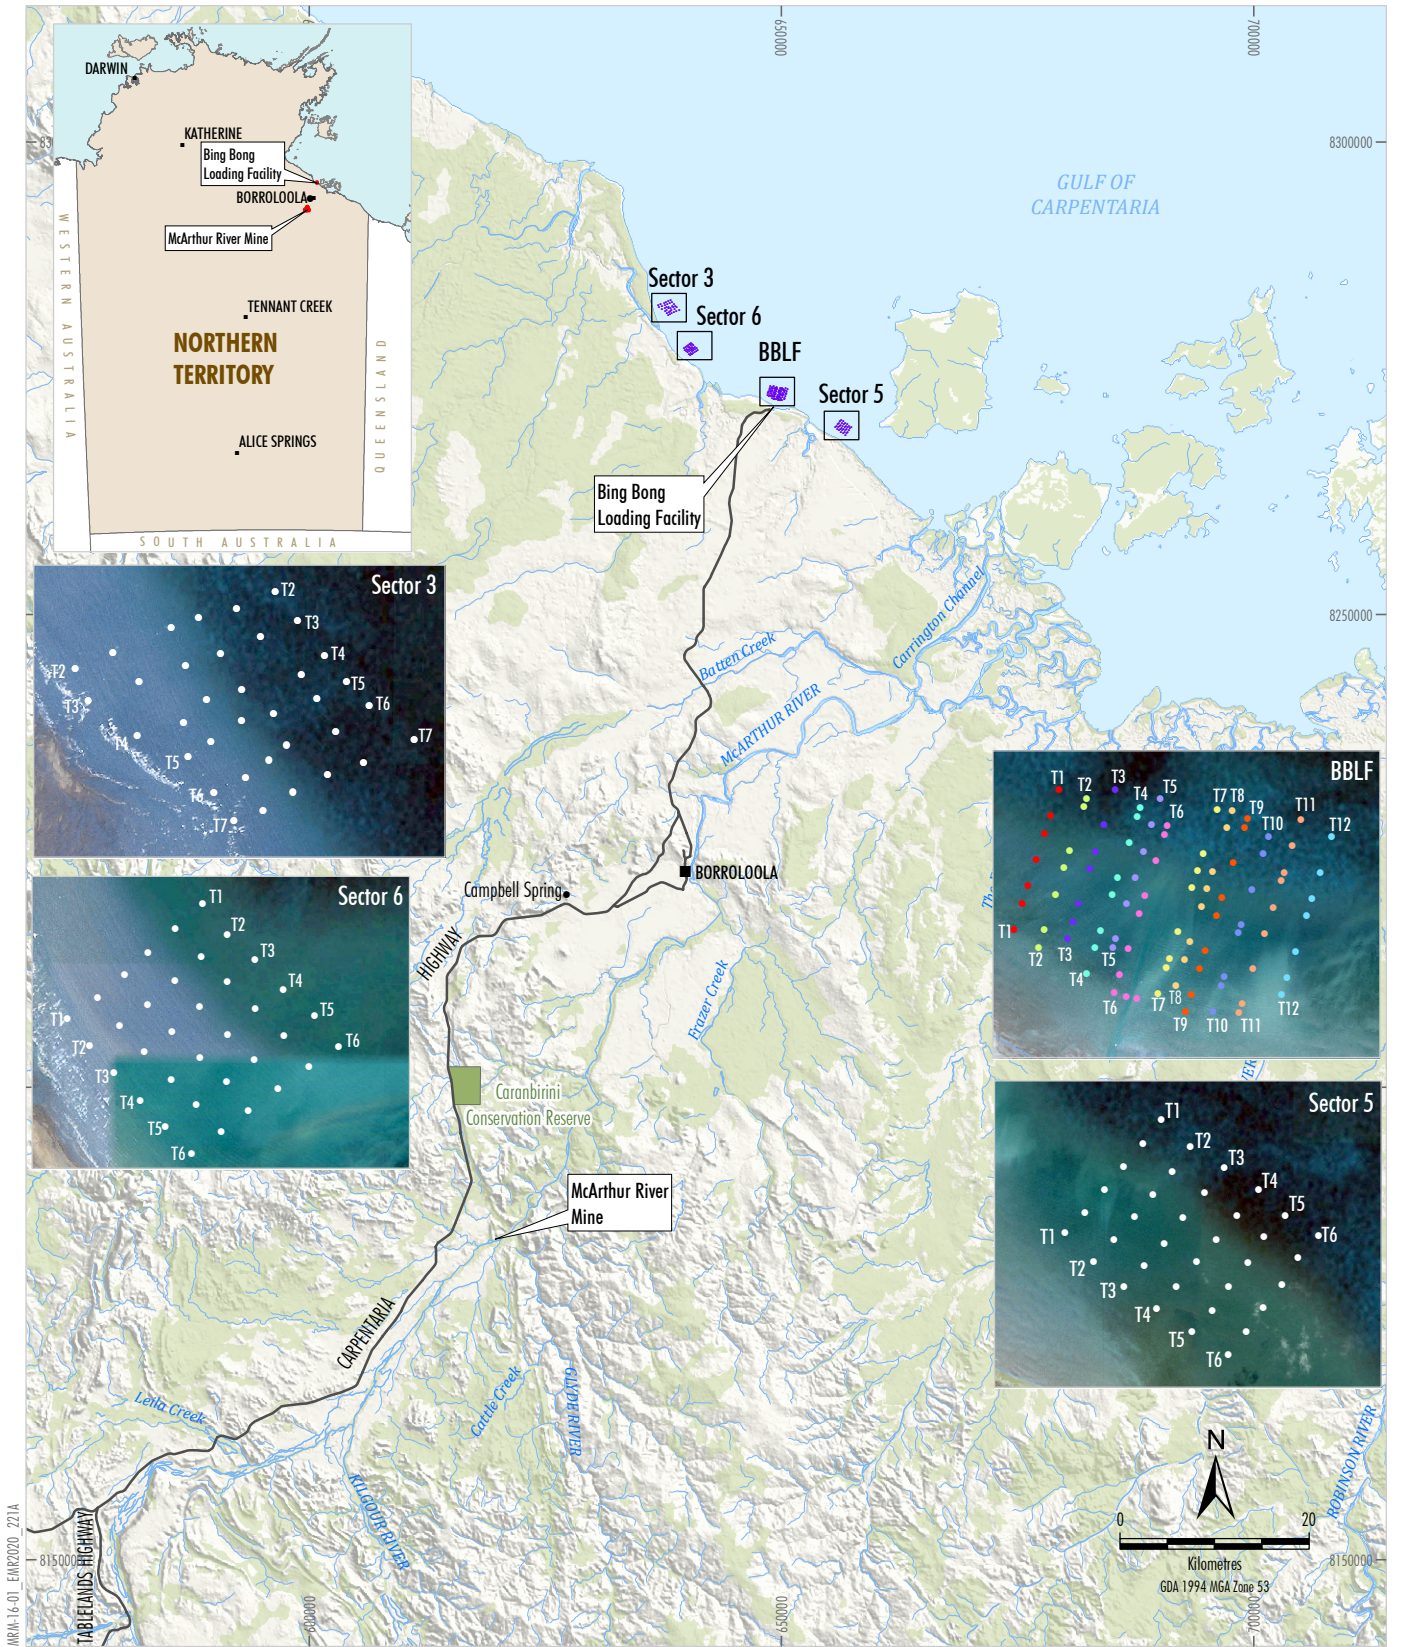 650000
700000
8300000
DARWIN
KATHERINE
Bing Bong
Loading Facility
BORROLOOLA
McArthur River Mine
TENNANT CREEK
NORTHERN
TERRITORY
ALICE SPRINGS
WESTERN AUSTRALIA
QUEENSLAND
SOUTH AUSTRALIA
GULF OF
CARPENTARIA
Sector 3
Sector 6
BBLF
Sector 5
Bing Bong
Loading Facility
8250000
Sector 3
T2
T3
T4
T5
T6
T7
T2
T3
T4
T5
T6
T7
Batten Creek
Carrington Channel
McARTHUR RIVER
BORROLOOLA
Campbell Spring
HIGHWAY
Frazer Creek
BBLF
T1
T2
T3
T4
T5
T6
T7
T8
T9
T10
T11
T12
T1
T2
T3
T4
T5
T6
T7
T8
T9
T10
T11
T12
Sector 6
T1
T2
T3
T4
T5
T6
T1
T2
T3
T4
T5
T6
Caranbirini
Conservation Reserve
Sector 5
T1
T2
T3
T4
T5
T6
T1
T2
T3
T4
T5
T6
McArthur River
Mine
CARPENTARIA
Leila Creek
Cattle Creek
GLYDE RIVER
KILGOUR RIVER
ROBINSON RIVER
TABLELANDS HIGHWAY
N
0 20
Kilometres
GDA 1994 MGA Zone 53
8150000
8150000
600000
650000
700000
MRM-16-01_EMR2020_221A